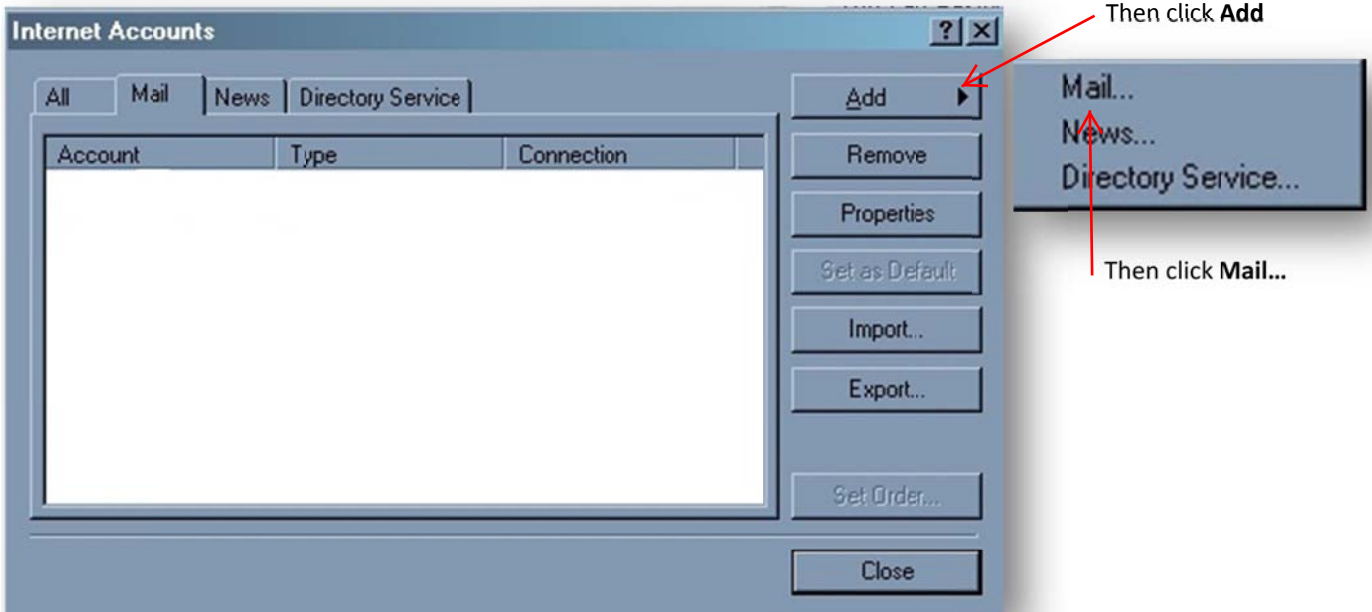 Then click Add
Internet Accounts
All Mail News Directory Service
Add
Mail...
News...
Directory Service...
Account Type Connection
Remove
Properties
Set as Default
Then click Mail...
Import...
Export...
Set Order...
Close